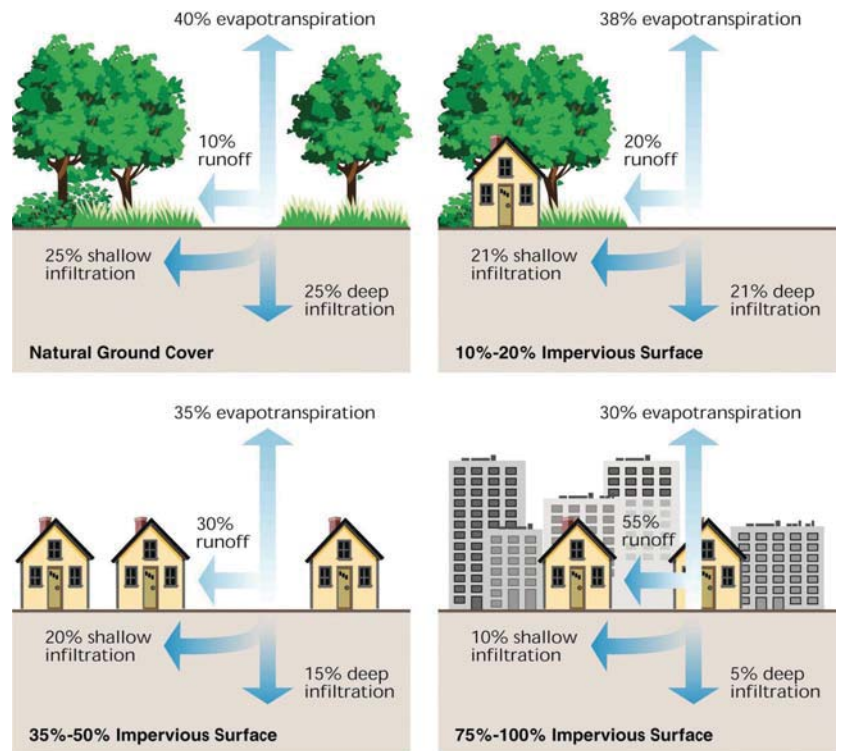 40% evapotranspiration
10%
runoff
25% shallow
infiltration
25% deep
infiltration
Natural Ground Cover
38% evapotranspiration
20%
runoff
21% shallow
infiltration
21% deep
infiltration
10%-20% Impervious Surface
35% evapotranspiration
30%
runoff
20% shallow
infiltration
15% deep
infiltration
35%-50% Impervious Surface
30% evapotranspiration
55%
runoff
10% shallow
infiltration
5% deep
infiltration
75%-100% Impervious Surface